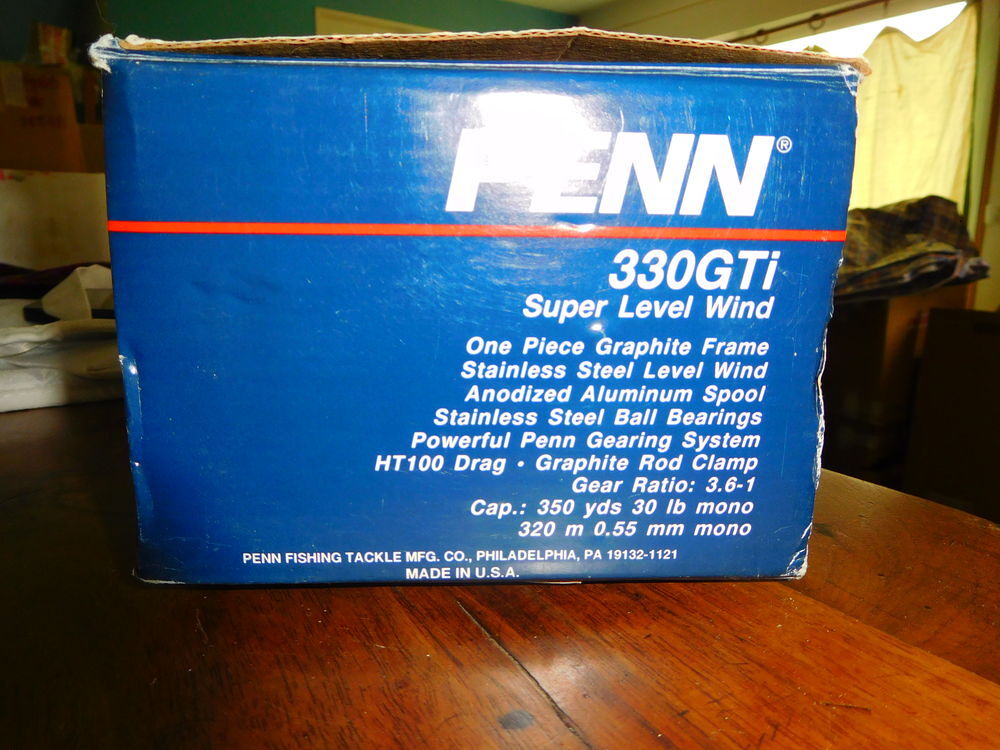 PENN®
330GTi
Super Level Wind
One Piece Graphite Frame
Stainless Steel Level Wind
Anodized Aluminum Spool
Stainless Steel Ball Bearings
Powerful Penn Gearing System
HT100 Drag • Graphite Rod Clamp
Gear Ratio: 3.6-1
Cap.: 350 yds 30 lb mono
320 m 0.55 mm mono
PENN FISHING TACKLE MFG. CO., PHILADELPHIA, PA 19132-1121
MADE IN U.S.A.